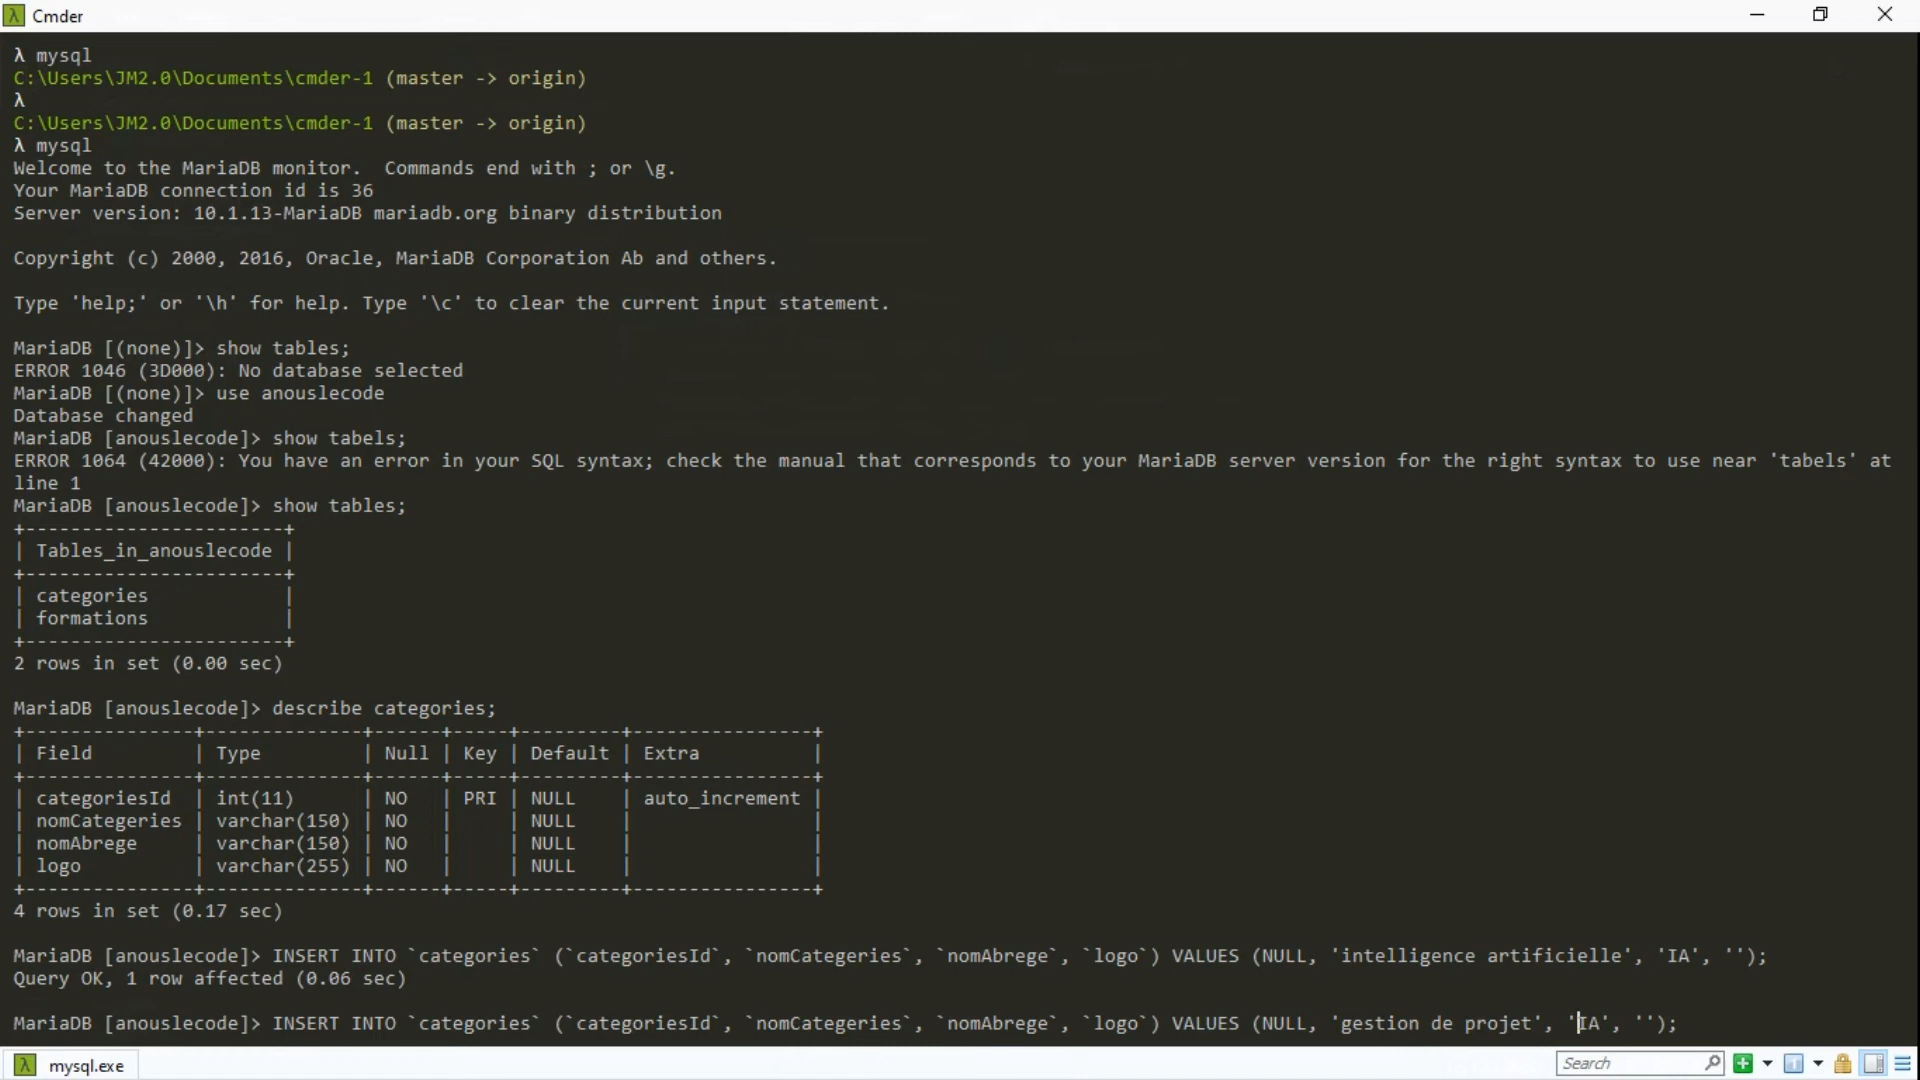 Cmder
λ mysql
C:\Users\JM2.0\Documents\cmder-1 (master -> origin)
λ
C:\Users\JM2.0\Documents\cmder-1 (master -> origin)
λ mysql
Welcome to the MariaDB monitor.  Commands end with ; or \g.
Your MariaDB connection id is 36
Server version: 10.1.13-MariaDB mariadb.org binary distribution
Copyright (c) 2000, 2016, Oracle, MariaDB Corporation Ab and others.
Type 'help;' or '\h' for help. Type '\c' to clear the current input statement.
MariaDB [(none)]> show tables;
ERROR 1046 (3D000): No database selected
MariaDB [(none)]> use anouslecode
Database changed
MariaDB [anouslecode]> show tabels;
ERROR 1064 (42000): You have an error in your SQL syntax; check the manual that corresponds to your MariaDB server version for the right syntax to use near 'tabels' at
line 1
MariaDB [anouslecode]> show tables;
+-----------------------+
| Tables_in_anouslecode |
+-----------------------+
| categories            |
| formations            |
+-----------------------+
2 rows in set (0.00 sec)
MariaDB [anouslecode]> describe categories;
+---------------+--------------+------+-----+---------+----------------+
| Field         | Type         | Null | Key | Default | Extra          |
+---------------+--------------+------+-----+---------+----------------+
| categoriesId  | int(11)      | NO   | PRI | NULL    | auto_increment |
| nomCategeries | varchar(150) | NO   |     | NULL    |                |
| nomAbrege     | varchar(150) | NO   |     | NULL    |                |
| logo          | varchar(255) | NO   |     | NULL    |                |
+---------------+--------------+------+-----+---------+----------------+
4 rows in set (0.17 sec)
MariaDB [anouslecode]> INSERT INTO `categories` (`categoriesId`, `nomCategeries`, `nomAbrege`, `logo`) VALUES (NULL, 'intelligence artificielle', 'IA', '');
Query OK, 1 row affected (0.06 sec)
MariaDB [anouslecode]> INSERT INTO `categories` (`categoriesId`, `nomCategeries`, `nomAbrege`, `logo`) VALUES (NULL, 'gestion de projet', 'IA', '');
mysql.exe
Search